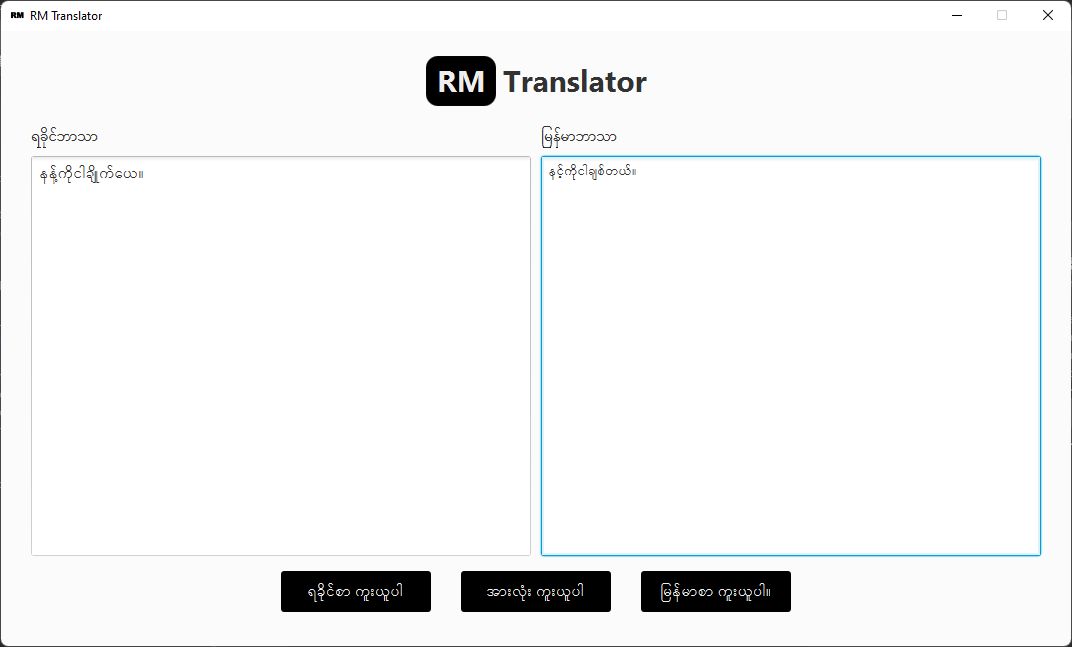 RM RM Translator
RM Translator
ရခိုင်ဘာသာ
မြန်မာဘာသာ
နန့်ကိုငါချိုက်ယေ။
နင့်ကိုငါချစ်တယ်။
ရခိုင်စာ ကူးယူပါ
အားလုံး ကူးယူပါ
မြန်မာစာ ကူးယူပါ။